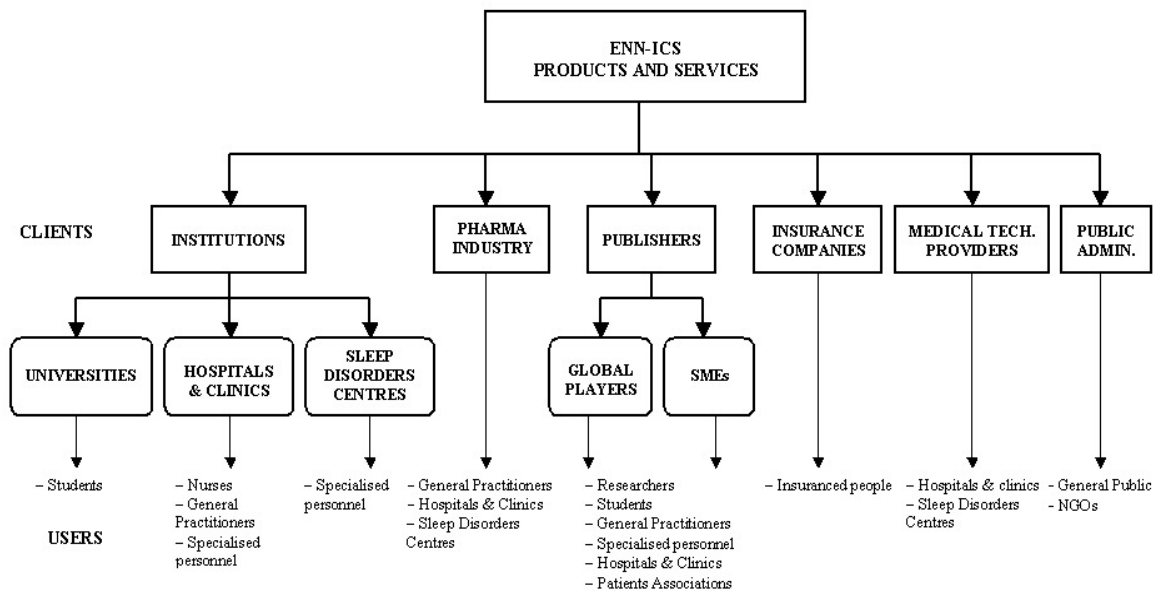 ENN-ICS
PRODUCTS AND SERVICES
CLIENTS
INSTITUTIONS
PHARMA
INDUSTRY
PUBLISHERS
INSURANCE
COMPANIES
MEDICAL TECH.
PROVIDERS
PUBLIC
ADMIN.
UNIVERSITIES
HOSPITALS
& CLINICS
SLEEP
DISORDERS
CENTRES
GLOBAL
PLAYERS
SMEs
USERS
– Students
– Nurses
– General
Practitioners
– Specialised
personnel
– Specialised
personnel
– General Practitioners
– Hospitals & Clinics
– Sleep Disorders
Centres
– Researchers
– Students
– General Practitioners
– Specialised personnel
– Hospitals & Clinics
– Patients Associations
– Insuranced people
– Hospitals & clinics
– Sleep Disorders
Centres
– General Public
– NGOs